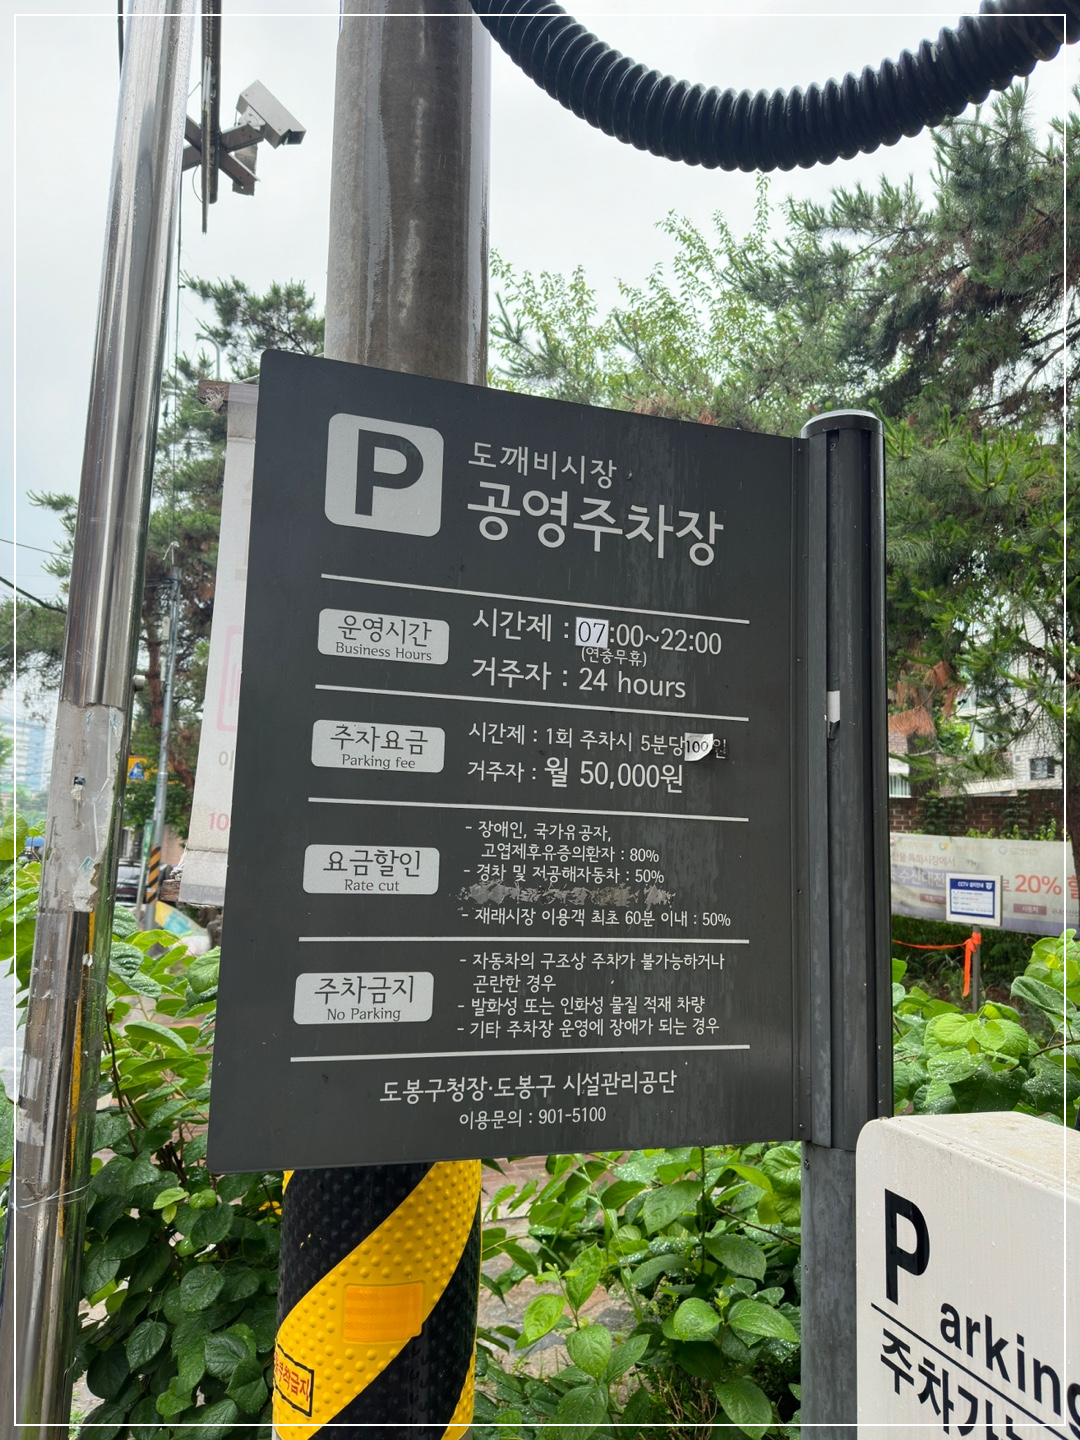 P
도깨비시장
공영주차장
운영시간
Business Hours
시간제 : 07:00~22:00
(연중무휴)
거주자 : 24 hours
주차요금
Parking fee
시간제 : 1회 주차시 5분당 100원
거주자 : 월 50,000원
요금할인
Rate cut
- 장애인, 국가유공자,
고엽제후유증의환자 : 80%
- 경차 및 저공해자동차 : 50%
- 재래시장 이용객 최초 60분 이내 : 50%
주차금지
No Parking
- 자동차의 구조상 주차가 불가능하거나
곤란한 경우
- 발화성 또는 인화성 물질 적재 차량
- 기타 주차장 운영에 장애가 되는 경우
도봉구청장·도봉구 시설관리공단
이용문의 : 901-5100
20%
Parking